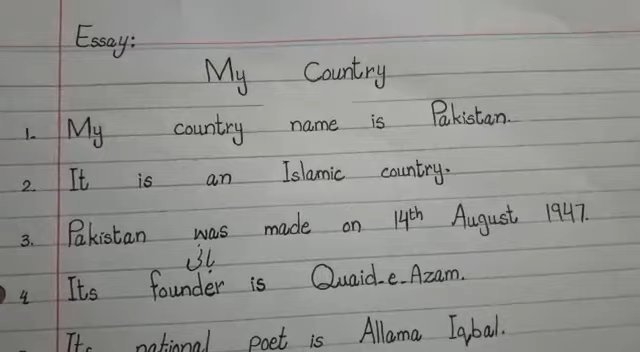 Essay:
My Country
1. My country name is Pakistan.
2. It is an Islamic country.
3. Pakistan was made on 14th August 1947.
بانی
4 Its founder is Quaid-e-Azam.
Its national poet is Allama Iqbal.